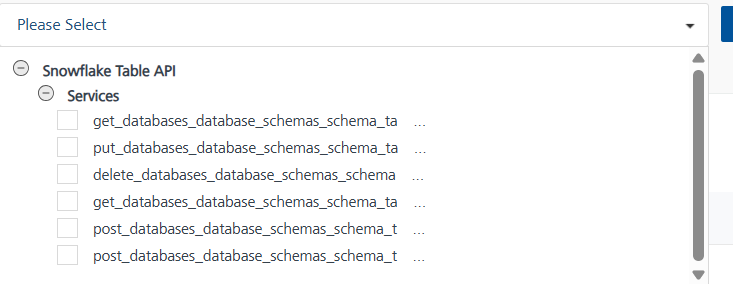 Please Select
Snowflake Table API
Services
get_databases_database_schemas_schema_ta ...
put_databases_database_schemas_schema_ta ...
delete_databases_database_schemas_schema ...
get_databases_database_schemas_schema_ta ...
post_databases_database_schemas_schema_t ...
post_databases_database_schemas_schema_t ...